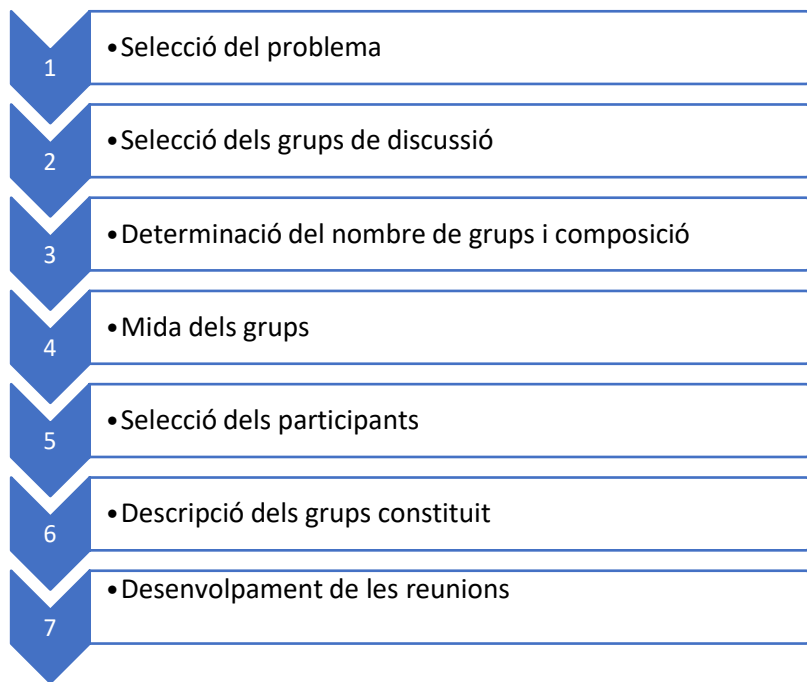 1
•Selecció del problema
2
•Selecció dels grups de discussió
3
•Determinació del nombre de grups i composició
4
•Mida dels grups
5
•Selecció dels participants
6
•Descripció dels grups constituit
7
•Desenvolpament de les reunions